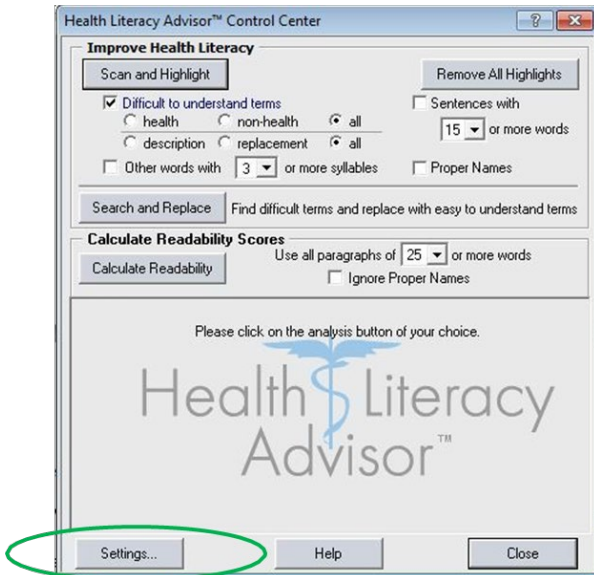 Health Literacy Advisor™ Control Center
Improve Health Literacy
Scan and Highlight
Remove All Highlights
Difficult to understand terms
Sentences with
health non-health all
15 or more words
description replacement all
Other words with 3 or more syllables
Proper Names
Search and Replace Find difficult terms and replace with easy to understand terms
Calculate Readability Scores
Use all paragraphs of 25 or more words
Calculate Readability
Ignore Proper Names
Please click on the analysis button of your choice.
Health Literacy
Advisor™
Settings... Help Close